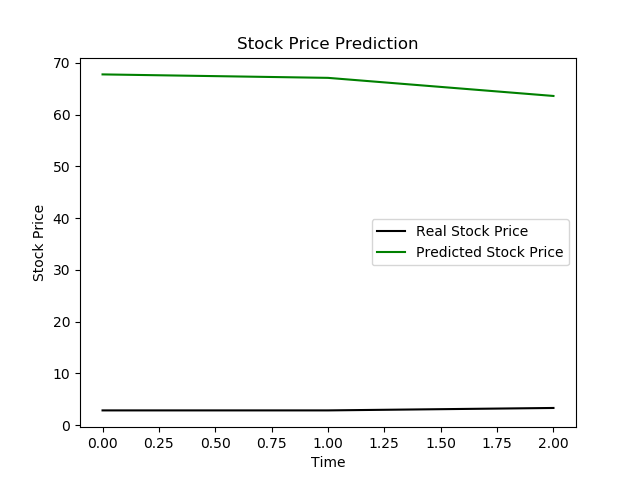 Stock Price Prediction
70
60
50
40
30
20
10
0
Stock Price
Real Stock Price
Predicted Stock Price
0.00 0.25 0.50 0.75 1.00 1.25 1.50 1.75 2.00
Time